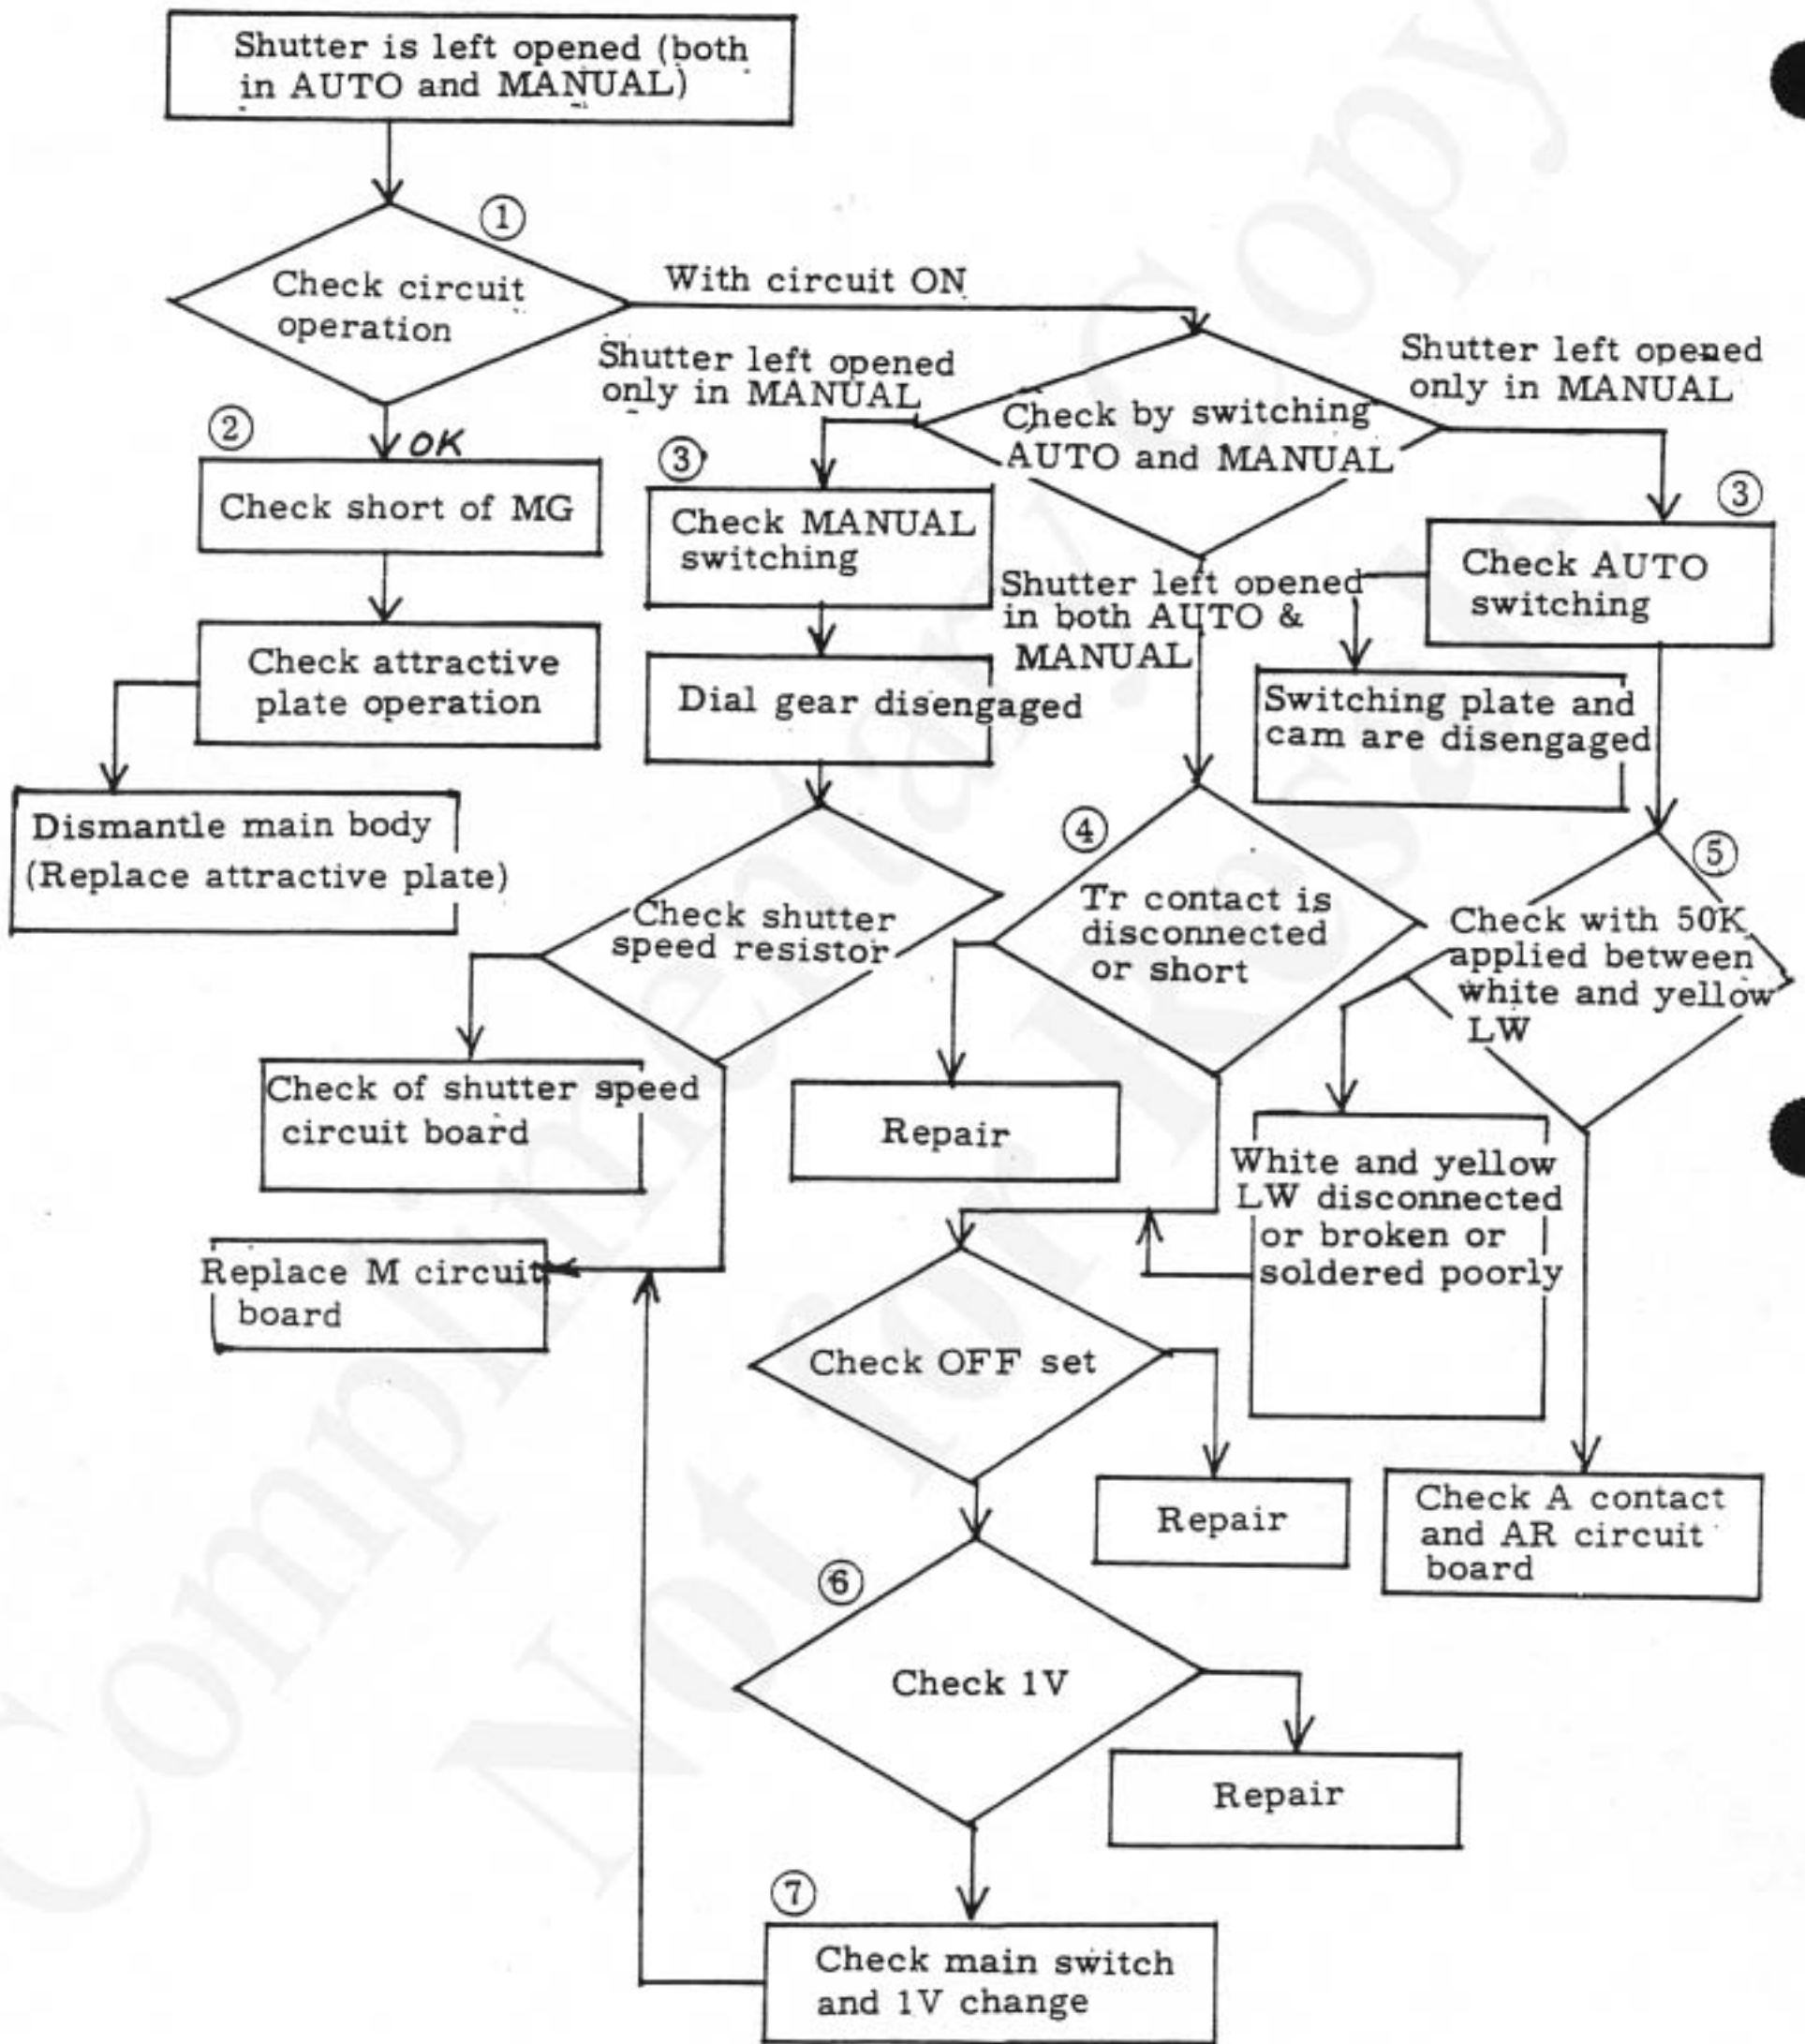 Shutter is left opened (both
in AUTO and MANUAL)
①
Check circuit
operation
With circuit ON
Shutter left opened
only in MANUAL
Check by switching
AUTO and MANUAL
Shutter left opened
only in MANUAL
②
OK
Check short of MG
③
Check MANUAL
switching
③
Check AUTO
switching
Shutter left opened
in both AUTO &
MANUAL
Check attractive
plate operation
Dial gear disengaged
Switching plate and
cam are disengaged
Dismantle main body
(Replace attractive plate)
Check shutter
speed resistor
④
Tr contact is
disconnected
or short
⑤
Check with 50K
applied between
white and yellow
LW
Check of shutter speed
circuit board
Repair
White and yellow
LW disconnected
or broken or
soldered poorly
Replace M circuit
board
Check OFF set
Repair
Check A contact
and AR circuit
board
⑥
Check 1V
Repair
⑦
Check main switch
and 1V change
Complimentary Copy
Not for Resale